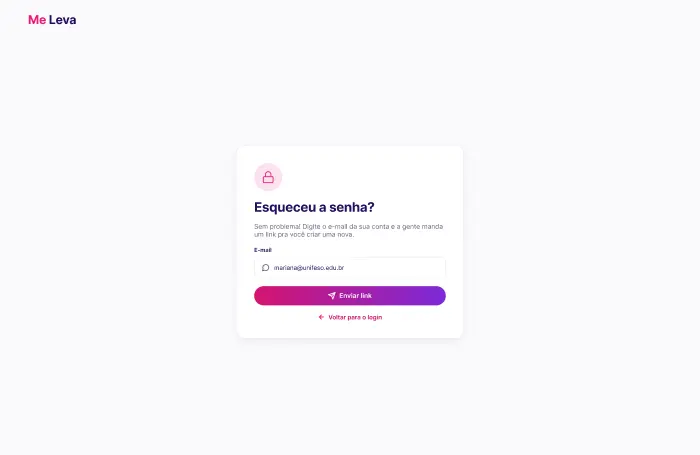 Me Leva
Esqueceu a senha?
Sem problema! Digite o e-mail da sua conta e a gente manda
um link pra você criar uma nova.
E-mail
mariana@unifeso.edu.br
Enviar link
Voltar para o login